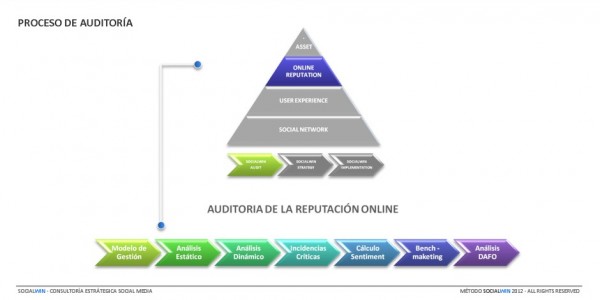 PROCESO DE AUDITORÍA
ASSET
ONLINE
REPUTATION
USER EXPERIENCE
SOCIAL NETWORK
SOCIALWIN
AUDIT
SOCIALWIN
STRATEGY
SOCIALWIN
IMPLEMENTATION
AUDITORIA DE LA REPUTACIÓN ONLINE
Modelo de
Gestión
Análisis
Estático
Análisis
Dinámico
Incidencias
Críticas
Cálculo
Sentiment
Bench -
maketing
Análisis
DAFO
SOCIALWIN - CONSULTORÍA ESTRÁTEGICA SOCIAL MEDIA
MÉTODO SOCIALWIN 2012 - ALL RIGHTS RESERVED